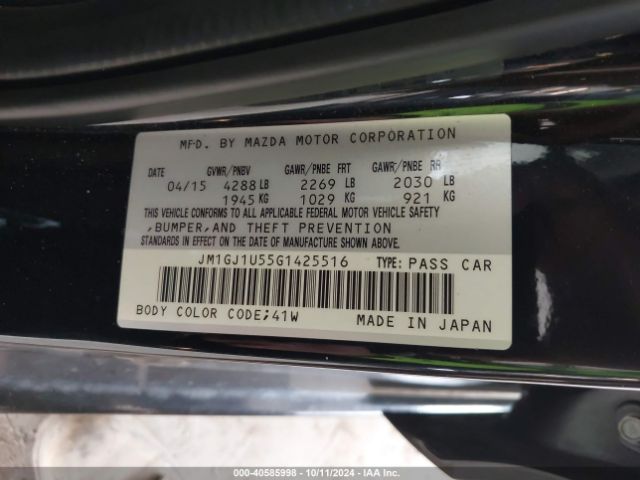 MFD. BY MAZDA MOTOR CORPORATION
DATE GVWR/PNBV GAWR/PNBE FRT GAWR/PNBE RR
04/15 4288 LB 2269 LB 2030 LB
1945 KG 1029 KG 921 KG
THIS VEHICLE CONFORMS TO ALL APPLICABLE FEDERAL MOTOR VEHICLE SAFETY
,BUMPER,AND THEFT PREVENTION
STANDARDS IN EFFECT ON THE DATE OF MANUFACTURE SHOWN ABOVE.
JM1GJ1U55G1425516 TYPE: PASS CAR
BODY COLOR CODE;41W MADE IN JAPAN
000-40585998 - 10/11/2024 - IAA Inc.